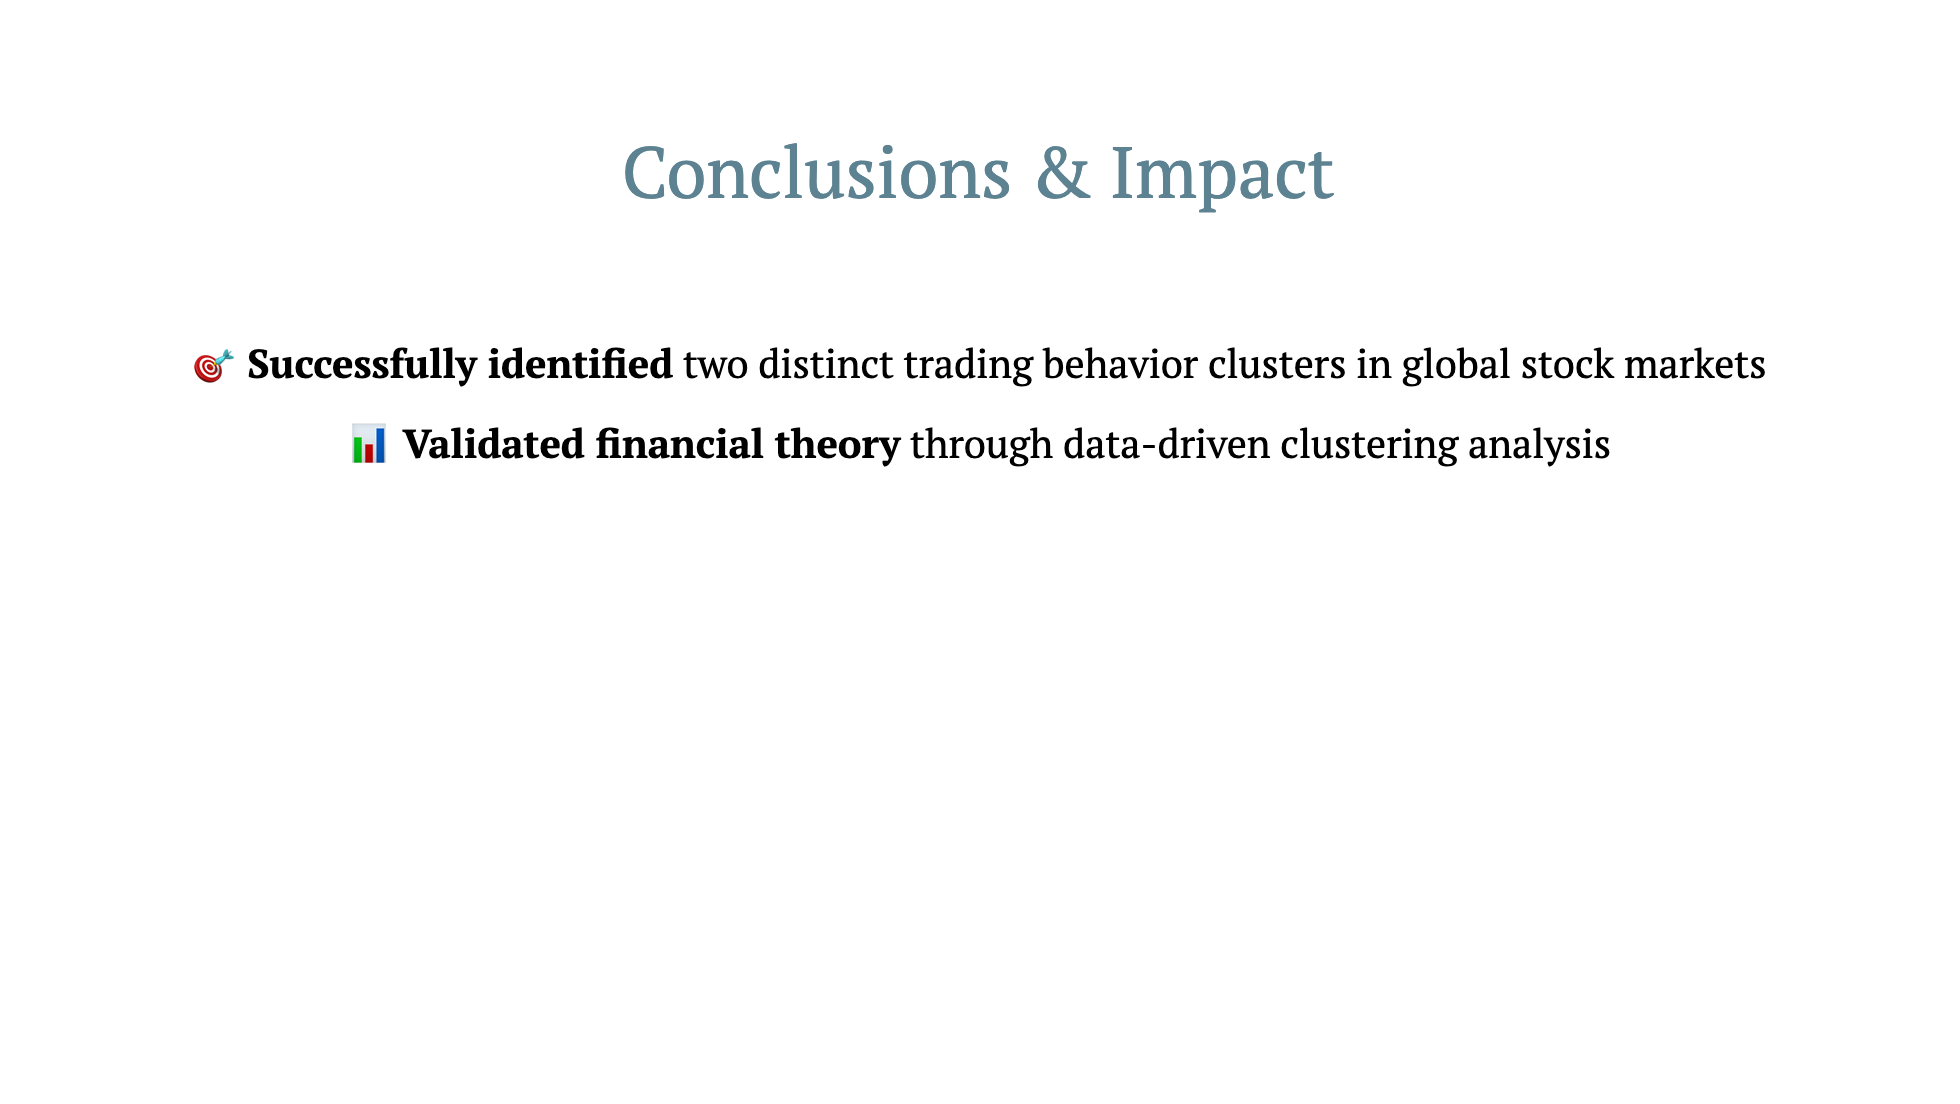 Conclusions & Impact
🎯 Successfully identified two distinct trading behavior clusters in global stock markets
📊 Validated financial theory through data-driven clustering analysis